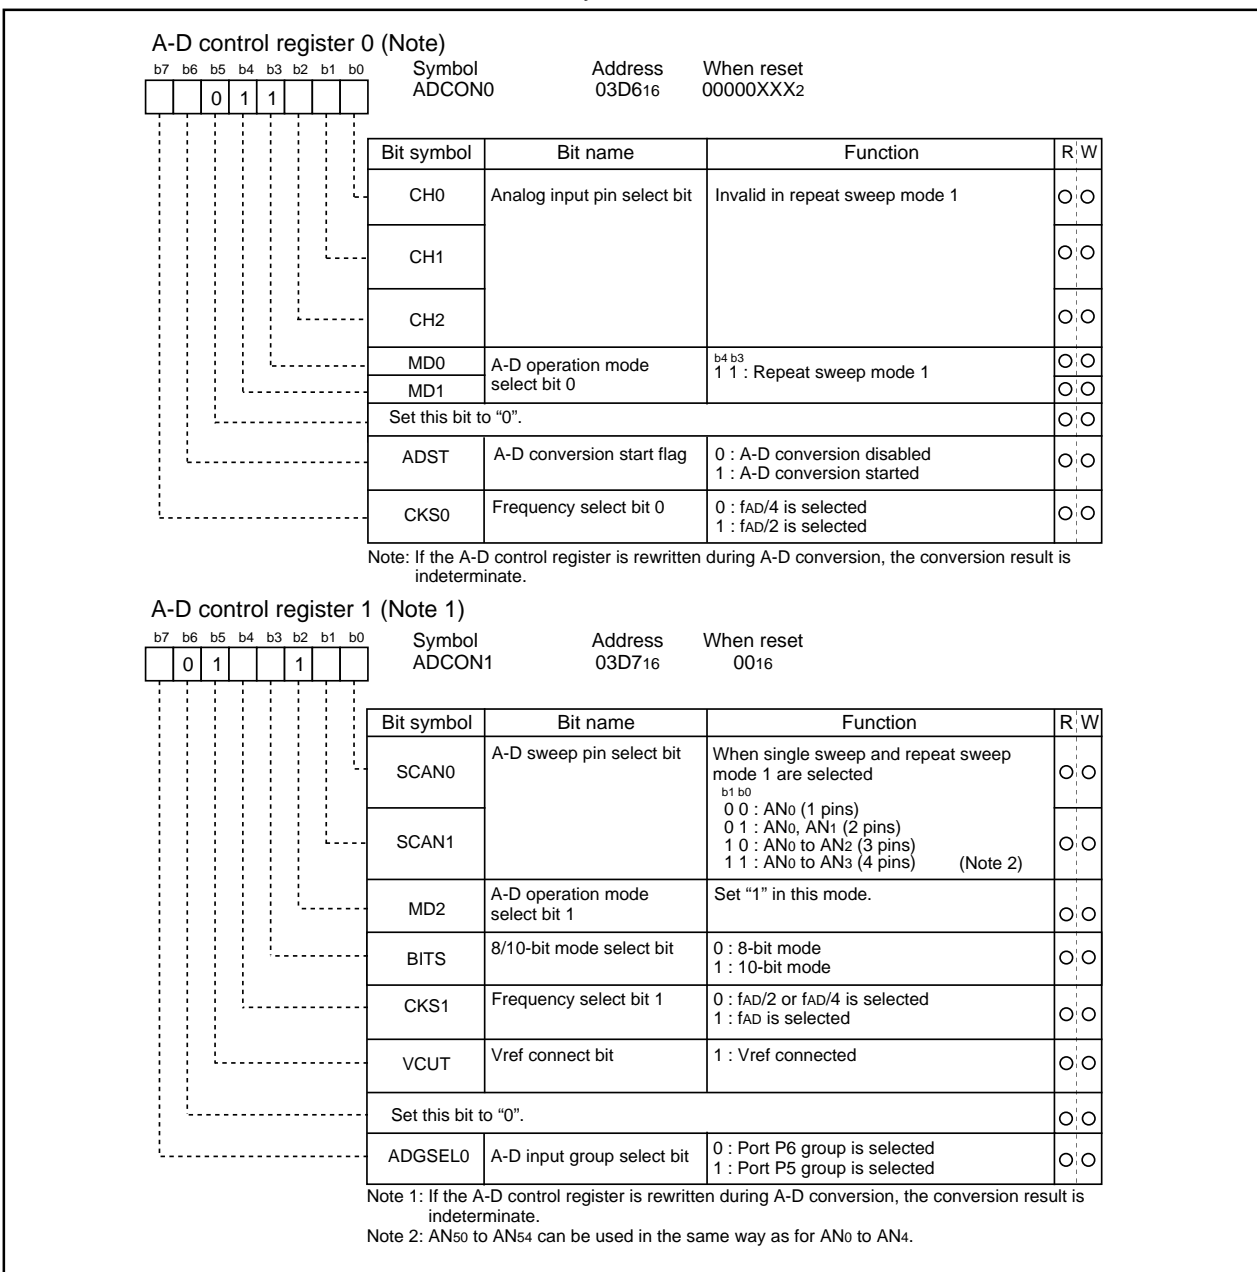 A-D control register 0 (Note)
b7 b6 b5 b4 b3 b2 b1 b0
0 1 1
Symbol Address When reset
ADCON0 03D616 00000XXX2
Bit symbol Bit name Function R W
CH0 Analog input pin select bit Invalid in repeat sweep mode 1
CH1
CH2
MD0 A-D operation mode select bit 0 b4 b3
MD1 1 1 : Repeat sweep mode 1
Set this bit to “0”.
ADST A-D conversion start flag 0 : A-D conversion disabled
1 : A-D conversion started
CKS0 Frequency select bit 0 0 : fAD/4 is selected
1 : fAD/2 is selected
Note: If the A-D control register is rewritten during A-D conversion, the conversion result is
indeterminate.
A-D control register 1 (Note 1)
b7 b6 b5 b4 b3 b2 b1 b0
0 1 1
Symbol Address When reset
ADCON1 03D716 0016
Bit symbol Bit name Function R W
SCAN0 A-D sweep pin select bit When single sweep and repeat sweep
mode 1 are selected
b1 b0
0 0 : AN0 (1 pins)
0 1 : AN0, AN1 (2 pins)
SCAN1 1 0 : AN0 to AN2 (3 pins)
1 1 : AN0 to AN3 (4 pins) (Note 2)
MD2 A-D operation mode Set “1” in this mode.
select bit 1
BITS 8/10-bit mode select bit 0 : 8-bit mode
1 : 10-bit mode
CKS1 Frequency select bit 1 0 : fAD/2 or fAD/4 is selected
1 : fAD is selected
VCUT Vref connect bit 1 : Vref connected
Set this bit to “0”.
ADGSEL0 A-D input group select bit 0 : Port P6 group is selected
1 : Port P5 group is selected
Note 1: If the A-D control register is rewritten during A-D conversion, the conversion result is
indeterminate.
Note 2: AN50 to AN54 can be used in the same way as for AN0 to AN4.